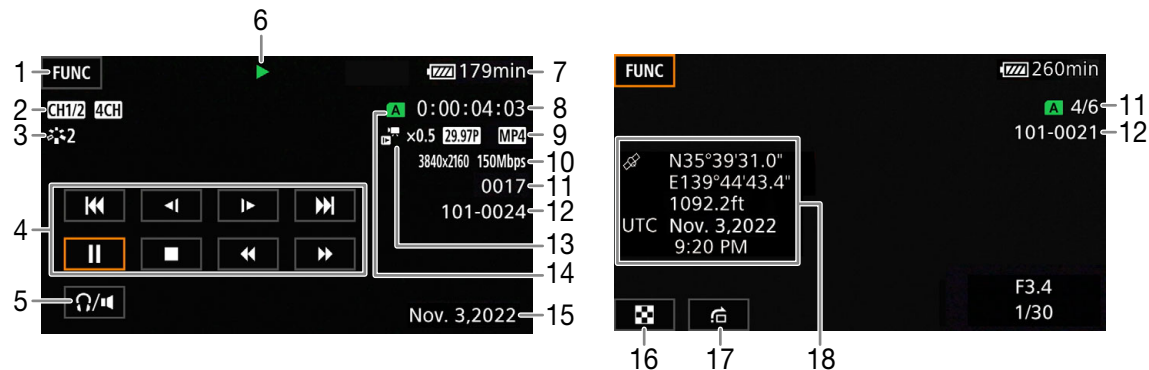 6
1 FUNC 179min 7
2 CH1/2 4CH A 0:00:04:03 8
3 2 ×0.5 29.97P MP4 9
3840x2160 150Mbps 10
0017 11
101-0024 12
4
13
14
5
Nov. 3,2022 15
FUNC 260min
A 4/6 11
101-0021 12
N35°39'31.0"
E139°44'43.4"
1092.2ft
UTC Nov. 3,2022
9:20 PM
F3.4
1/30
16 17 18